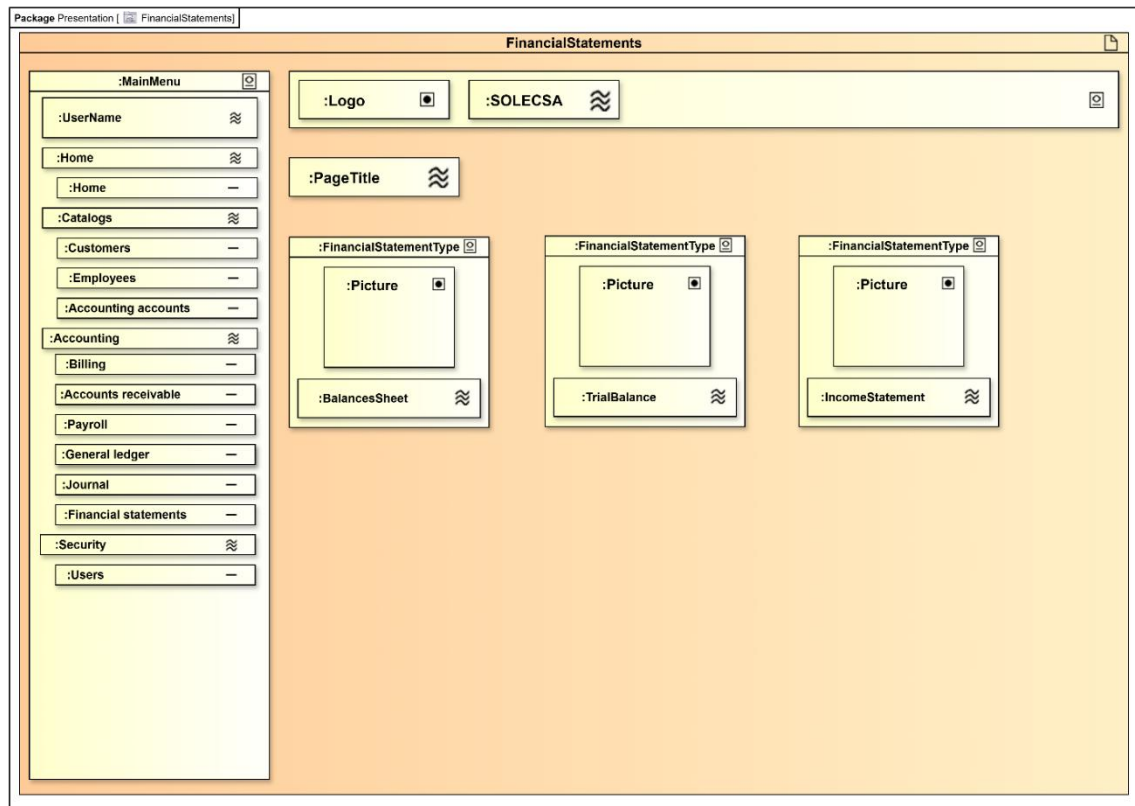 Package Presentation [ FinancialStatements]
FinancialStatements
:MainMenu
:UserName
:Home
:Home
:Catalogs
:Customers
:Employees
:Accounting accounts
:Accounting
:Billing
:Accounts receivable
:Payroll
:General ledger
:Journal
:Financial statements
:Security
:Users
:Logo
:SOLECSA
:PageTitle
:FinancialStatementType
:Picture
:BalancesSheet
:FinancialStatementType
:Picture
:TrialBalance
:FinancialStatementType
:Picture
:IncomeStatement